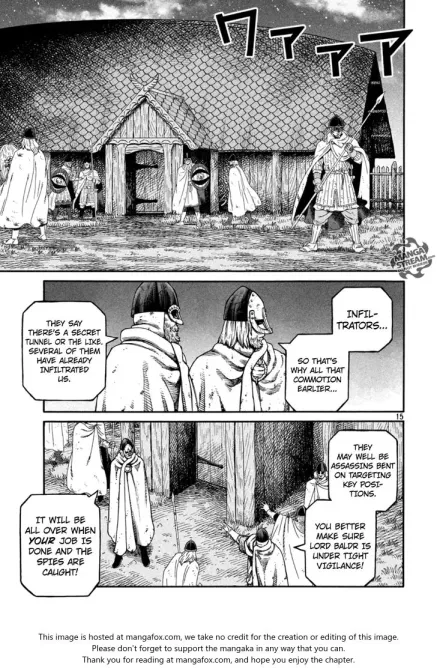 ワァァァ
MANGA
STREAM
INFIL-
TRATORS...
THEY SAY
THERE'S A SECRET
TUNNEL OR THE LIKE.
SEVERAL OF THEM
HAVE ALREADY
INFILTRATED
US.
SO THAT'S
WHY ALL THAT
COMMOTION
EARLIER...
15
THEY
MAY WELL BE
ASSASSINS BENT
ON TARGETING
KEY POSI-
TIONS.
YOU BETTER
MAKE SURE
LORD BALDR IS
UNDER TIGHT
VIGILANCE!
IT WILL BE
ALL OVER WHEN
YOUR JOB IS
DONE AND THE
SPIES ARE
CAUGHT!
This image is hosted at mangafox.com, we take no credit for the creation or editing of this image.
Please don't forget to support the mangaka in any way that you can.
Thank you for reading at mangafox.com, and hope you enjoy the chapter.